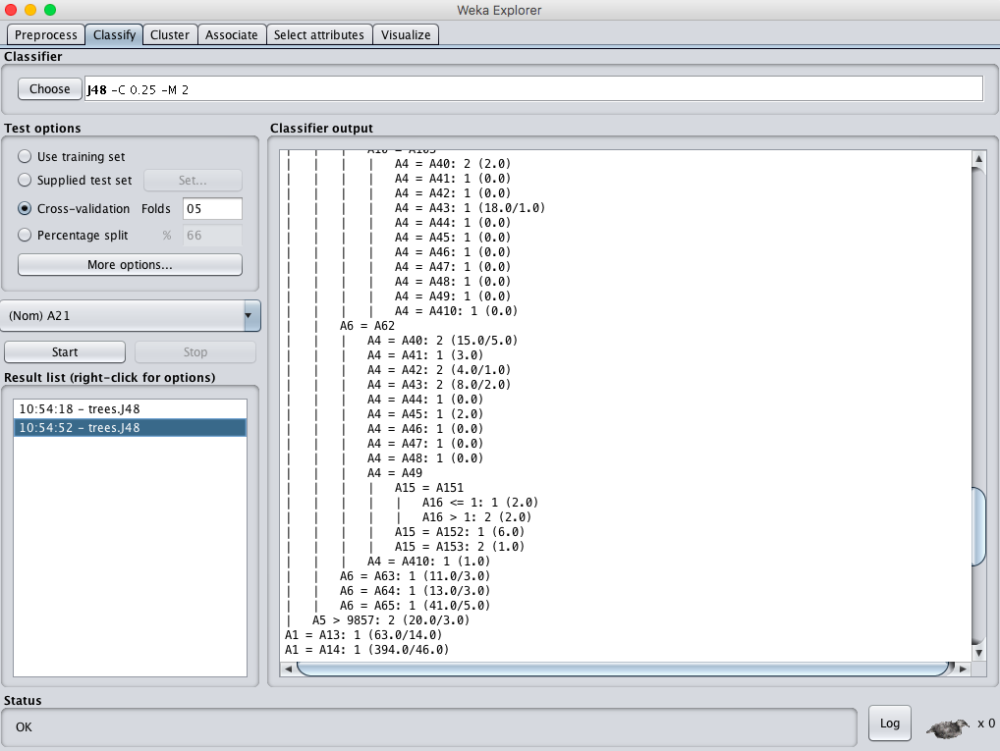 Weka Explorer
Preprocess Classify Cluster Associate Select attributes Visualize
Classifier
Choose J48 -C 0.25 -M 2
Test options
Use training set
Supplied test set Set...
Cross-validation Folds 05
Percentage split % 66
More options...
(Nom) A21
Start Stop
Result list (right-click for options)
10:54:18 - trees.J48
10:54:52 - trees.J48
Classifier output
| | | A10 = A103
| | | | A4 = A40: 2 (2.0)
| | | | A4 = A41: 1 (0.0)
| | | | A4 = A42: 1 (0.0)
| | | | A4 = A43: 1 (18.0/1.0)
| | | | A4 = A44: 1 (0.0)
| | | | A4 = A45: 1 (0.0)
| | | | A4 = A46: 1 (0.0)
| | | | A4 = A47: 1 (0.0)
| | | | A4 = A48: 1 (0.0)
| | | | A4 = A49: 1 (0.0)
| | | | A4 = A410: 1 (0.0)
| | A6 = A62
| | | A4 = A40: 2 (15.0/5.0)
| | | A4 = A41: 1 (3.0)
| | | A4 = A42: 2 (4.0/1.0)
| | | A4 = A43: 2 (8.0/2.0)
| | | A4 = A44: 1 (0.0)
| | | A4 = A45: 1 (2.0)
| | | A4 = A46: 1 (0.0)
| | | A4 = A47: 1 (0.0)
| | | A4 = A48: 1 (0.0)
| | | A4 = A49
| | | | A15 = A151
| | | | | A16 <= 1: 1 (2.0)
| | | | | A16 > 1: 2 (2.0)
| | | | A15 = A152: 1 (6.0)
| | | | A15 = A153: 2 (1.0)
| | | A4 = A410: 1 (1.0)
| | A6 = A63: 1 (11.0/3.0)
| | A6 = A64: 1 (13.0/3.0)
| | A6 = A65: 1 (41.0/5.0)
| A5 > 9857: 2 (20.0/3.0)
A1 = A13: 1 (63.0/14.0)
A1 = A14: 1 (394.0/46.0)
Status
OK
Log x 0